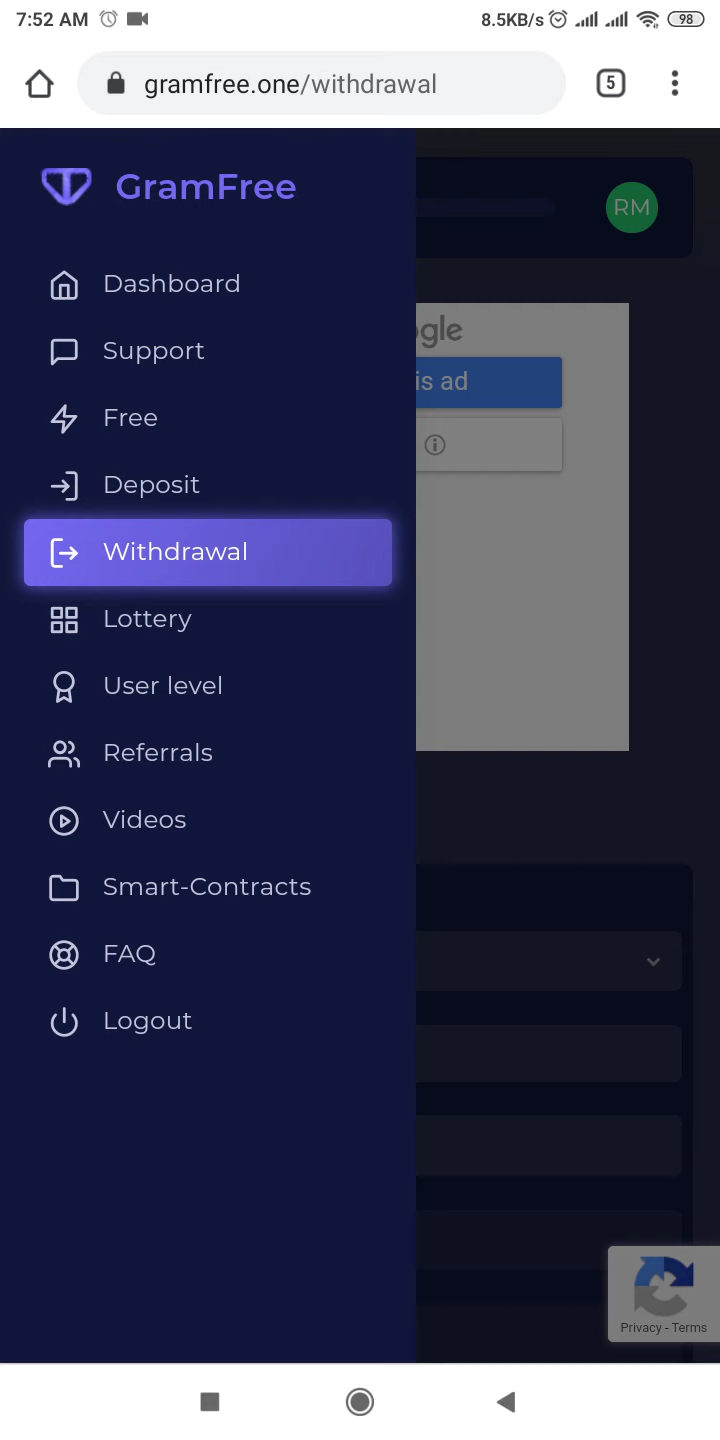 7:52 AM 8.5KB/s 98
gramfree.one/withdrawal 5
GramFree
RM
Dashboard
Support
Free
Deposit
Withdrawal
Lottery
User level
Referrals
Videos
Smart-Contracts
FAQ
Logout
ad
Privacy - Terms